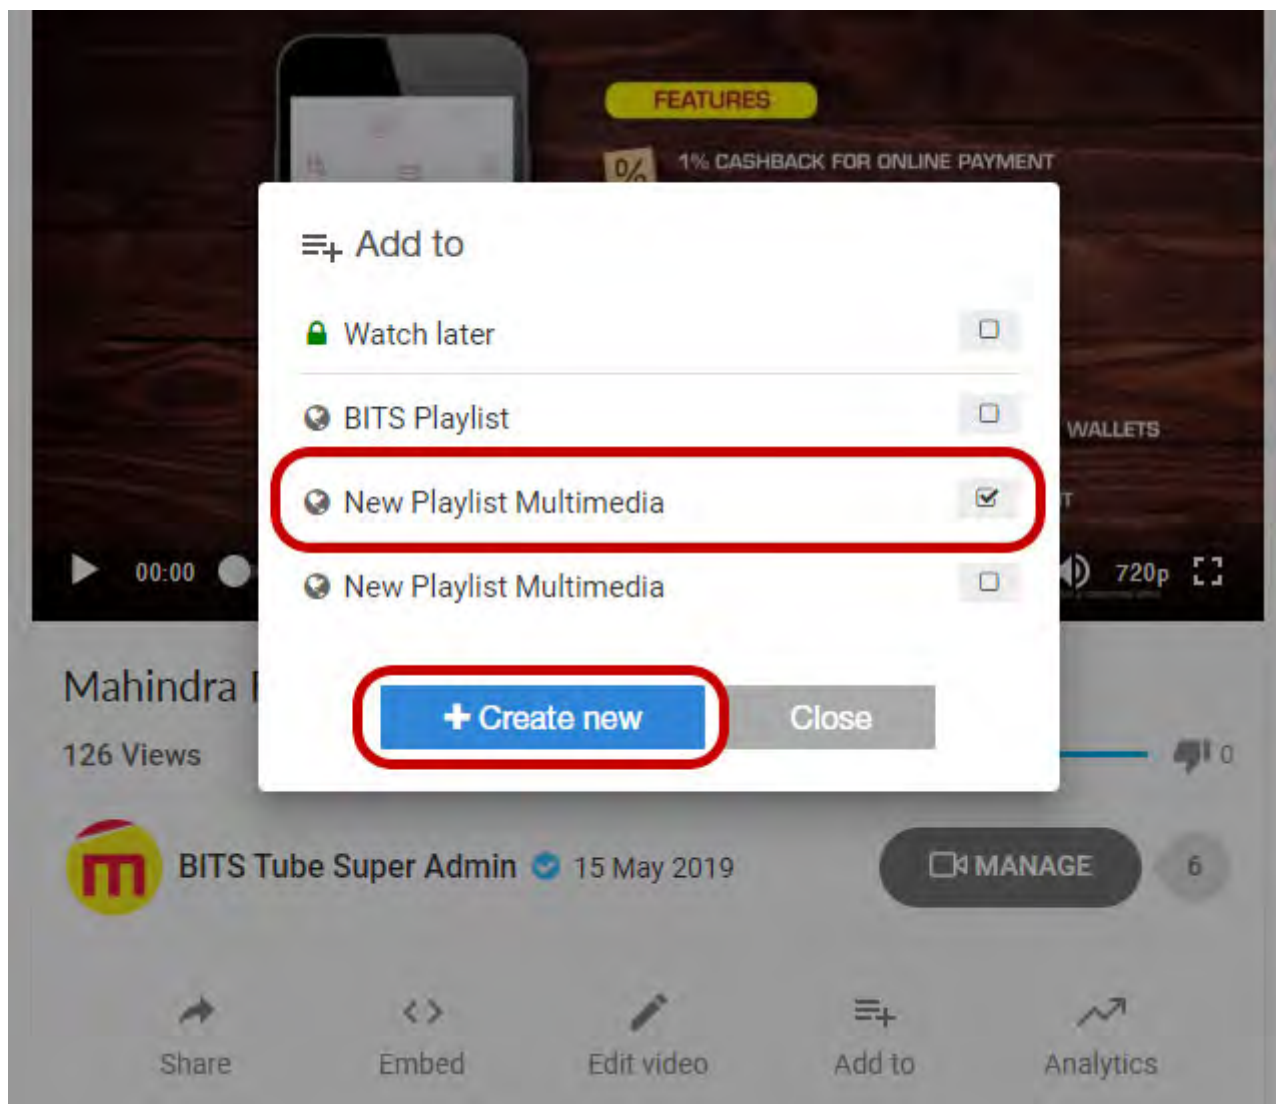 FEATURES
% 1% CASHBACK FOR ONLINE PAYMENT
Add to
Watch later
BITS Playlist
WALLETS
New Playlist Multimedia
00:00
720p
New Playlist Multimedia
Mahindra
+ Create new
Close
126 Views
0
m BITS Tube Super Admin 15 May 2019
MANAGE
6
Share
Embed
Edit video
Add to
Analytics